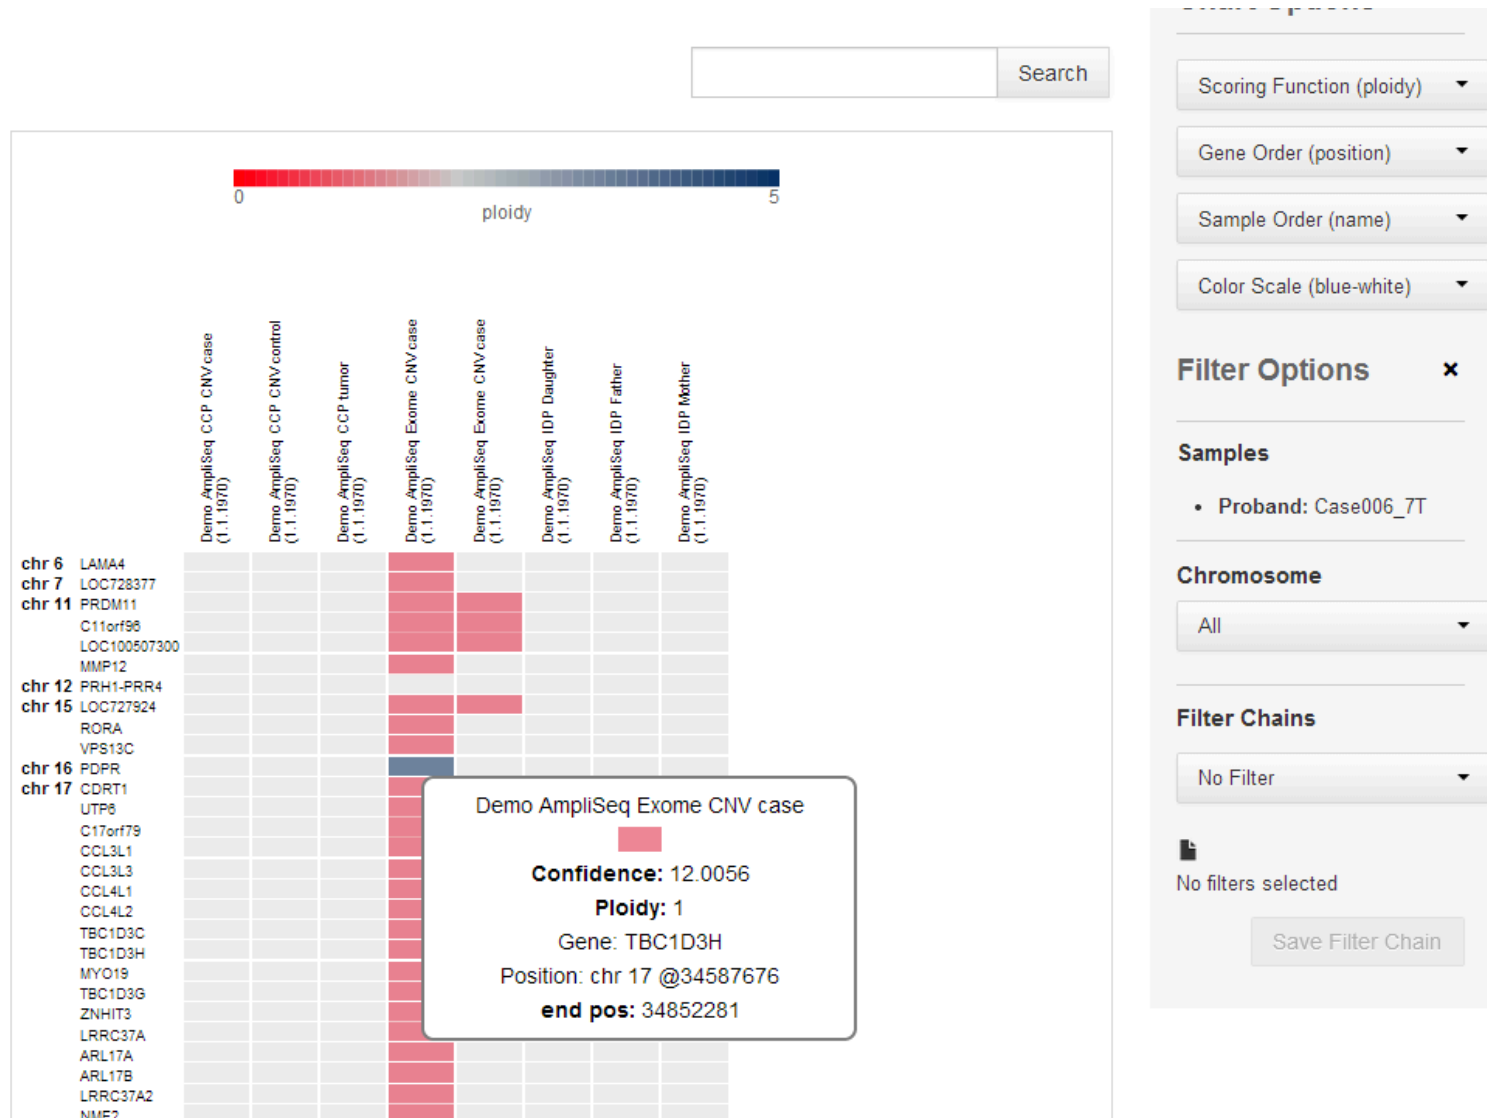 Search
0
5
ploidy
Demo AmpliSeq CCP CNV case
(1.1.1970)
Demo AmpliSeq CCP CNV control
(1.1.1970)
Demo AmpliSeq CCP tumor
(1.1.1970)
Demo AmpliSeq Exome CNV case
(1.1.1970)
Demo AmpliSeq Exome CNV case
(1.1.1970)
Demo AmpliSeq IDP Daughter
(1.1.1970)
Demo AmpliSeq IDP Father
(1.1.1970)
Demo AmpliSeq IDP Mother
(1.1.1970)
chr 6 LAMA4
chr 7 LOC728377
chr 11 PRDM11
C11orf96
LOC100507300
MMP12
chr 12 PRH1-PRR4
chr 15 LOC727924
RORA
VPS13C
chr 16 PDPR
chr 17 CDRT1
UTP6
C17orf79
CCL3L1
CCL3L3
CCL4L1
CCL4L2
TBC1D3C
TBC1D3H
MYO19
TBC1D3G
ZNHIT3
LRRC37A
ARL17A
ARL17B
LRRC37A2
Demo AmpliSeq Exome CNV case
Confidence: 12.0056
Ploidy: 1
Gene: TBC1D3H
Position: chr 17 @34587676
end pos: 34852281
Scoring Function (ploidy)
Gene Order (position)
Sample Order (name)
Color Scale (blue-white)
Filter Options
Samples
• Proband: Case006_7T
Chromosome
All
Filter Chains
No Filter
No filters selected
Save Filter Chain